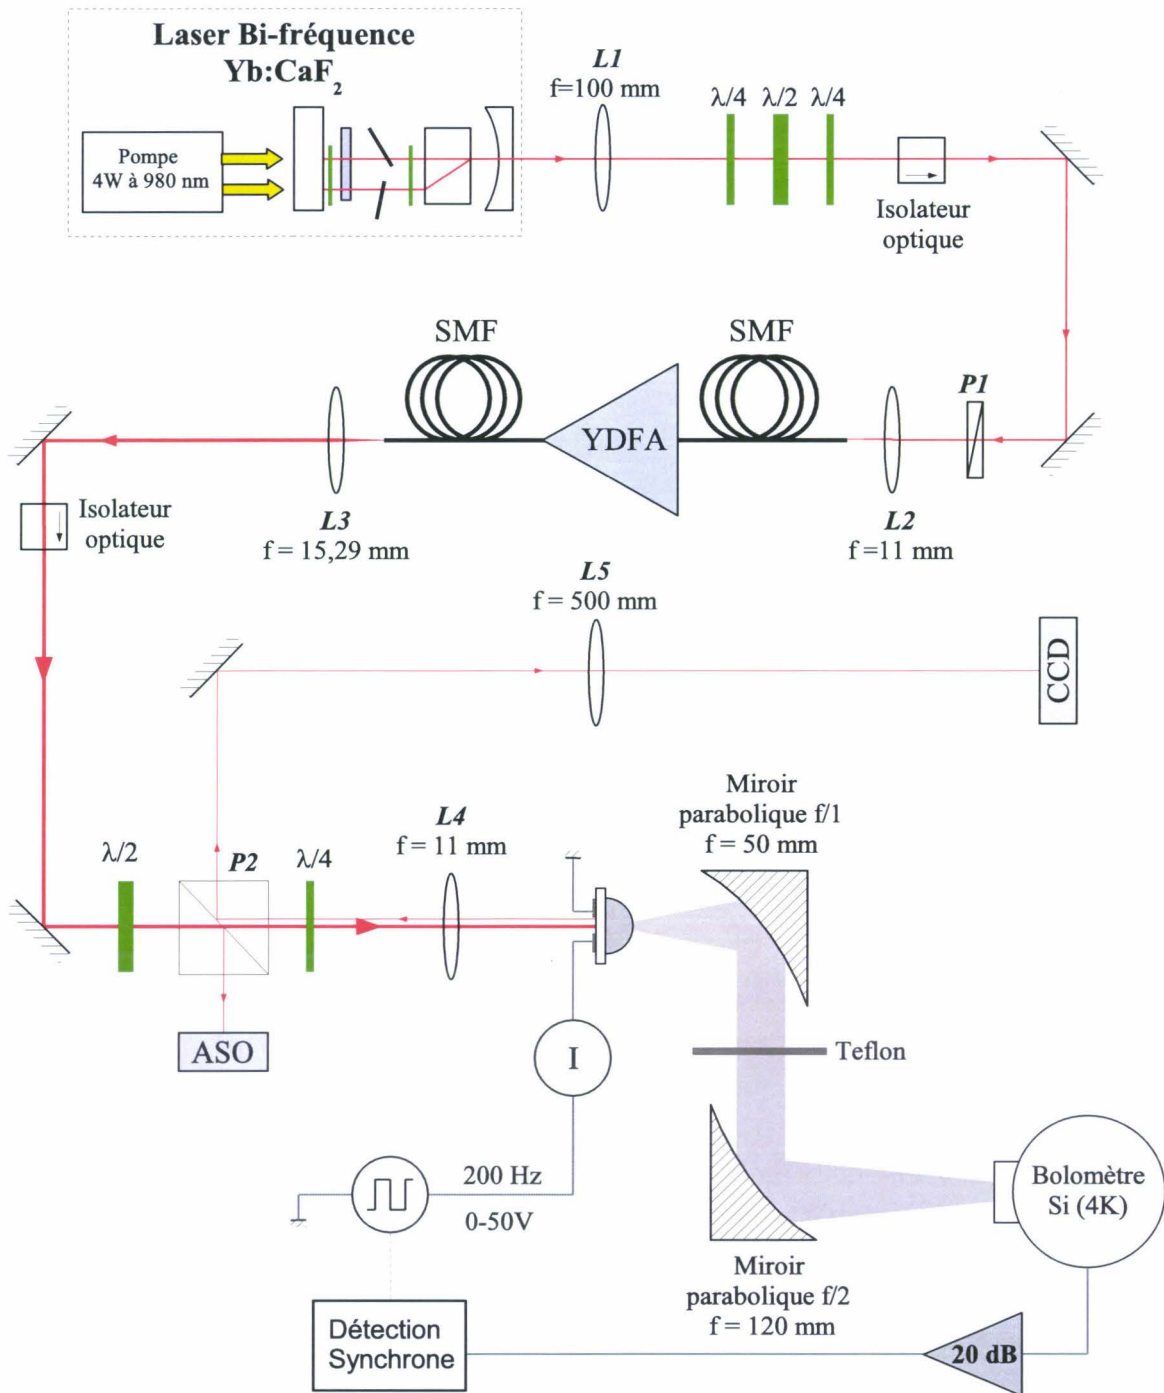 Laser Bi-fréquence
Yb:CaF2
Pompe
4W à 980 nm
L1
f=100 mm
λ/4 λ/2 λ/4
Isolateur
optique
SMF
SMF
P1
YDFA
Isolateur
optique
L3
f = 15,29 mm
L2
f =11 mm
L5
f = 500 mm
CCD
Miroir
parabolique f/1
f = 50 mm
L4
f = 11 mm
λ/2
P2
λ/4
ASO
I
Teflon
200 Hz
0-50V
Bolomètre
Si (4K)
Miroir
parabolique f/2
f = 120 mm
Détection
Synchrone
20 dB